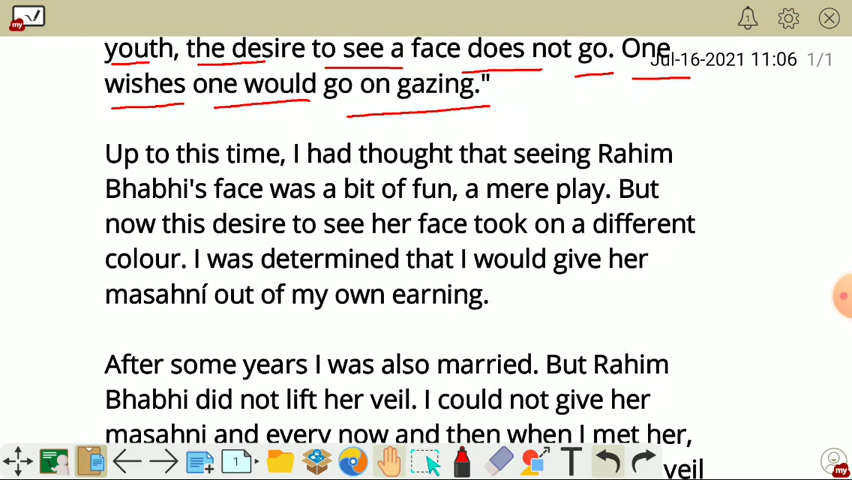 youth, the desire to see a face does not go. One
Jul-16-2021 11:06 1/1
wishes one would go on gazing."
Up to this time, I had thought that seeing Rahim
Bhabhi's face was a bit of fun, a mere play. But
now this desire to see her face took on a different
colour. I was determined that I would give her
masahní out of my own earning.
After some years I was also married. But Rahim
Bhabhi did not lift her veil. I could not give her
masahni and every now and then when I met her,
veil
1
T
my
my
1